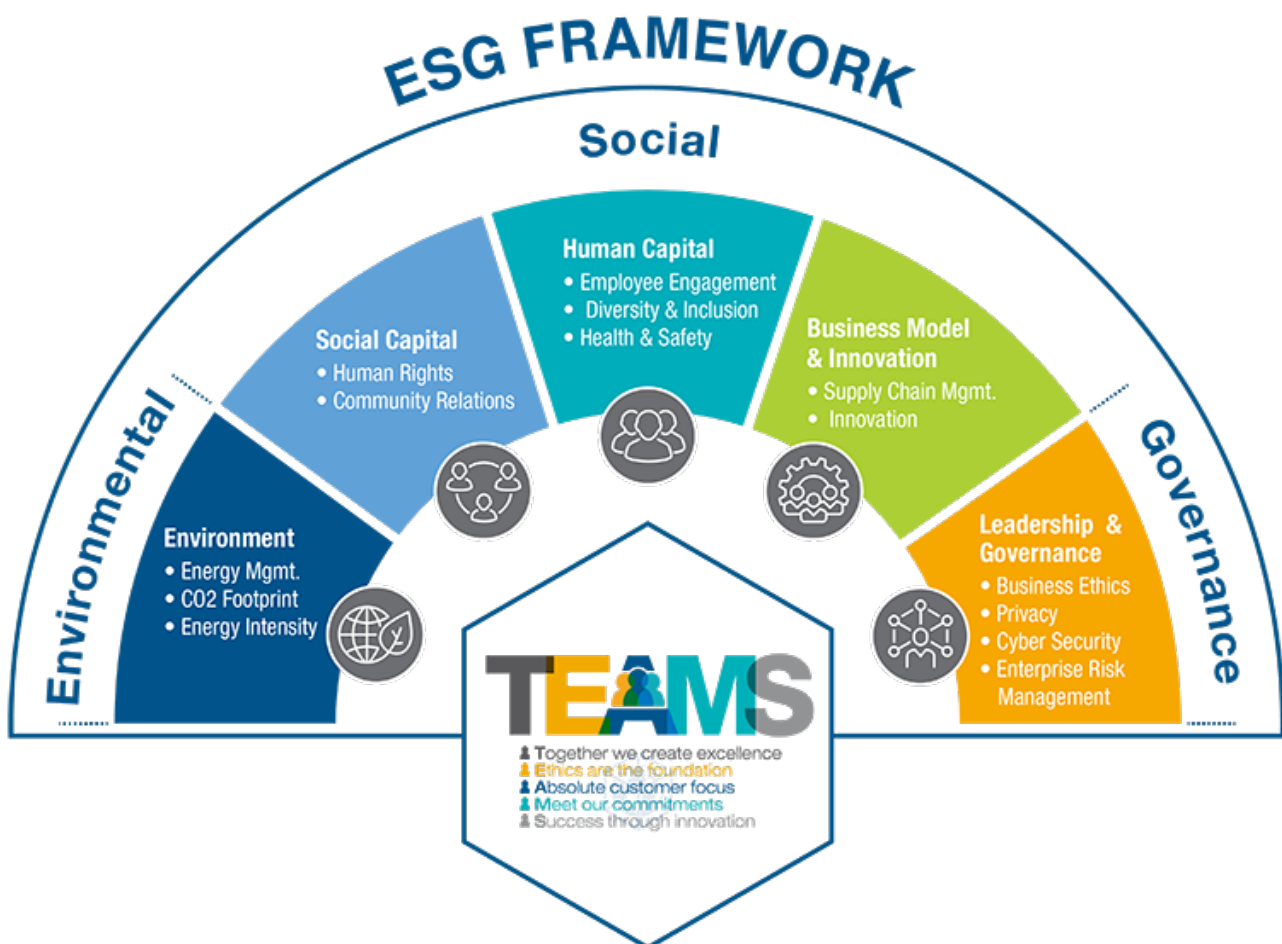 ESG FRAMEWORK
Social
Environmental
Governance
Environment
• Energy Mgmt.
• CO2 Footprint
• Energy Intensity
Social Capital
• Human Rights
• Community Relations
Human Capital
• Employee Engagement
• Diversity & Inclusion
• Health & Safety
Business Model
& Innovation
• Supply Chain Mgmt.
• Innovation
Leadership &
Governance
• Business Ethics
• Privacy
• Cyber Security
• Enterprise Risk
Management
TEAMS
Together we create excellence
Ethics are the foundation
Absolute customer focus
Meet our commitments
Success through innovation